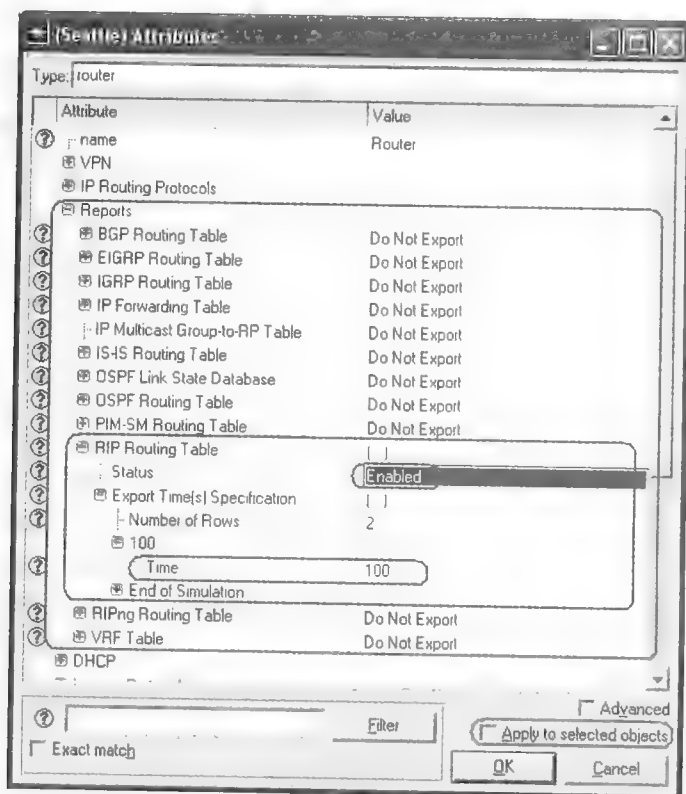 (Seattle) Attributes
Type: router
Attribute Value
name Router
VPN
IP Routing Protocols
Reports
BGP Routing Table Do Not Export
EIGRP Routing Table Do Not Export
IGRP Routing Table Do Not Export
IP Forwarding Table Do Not Export
IP Multicast Group-to-RP Table Do Not Export
IS-IS Routing Table Do Not Export
OSPF Link State Database Do Not Export
OSPF Routing Table Do Not Export
PIM-SM Routing Table Do Not Export
RIP Routing Table ( )
Status Enabled
Export Time(s) Specification ( )
Number of Rows 2
100
Time 100
End of Simulation
RIPng Routing Table Do Not Export
VRF Table Do Not Export
DHCP
Advanced
Filter
Apply to selected objects
Exact match
OK Cancel